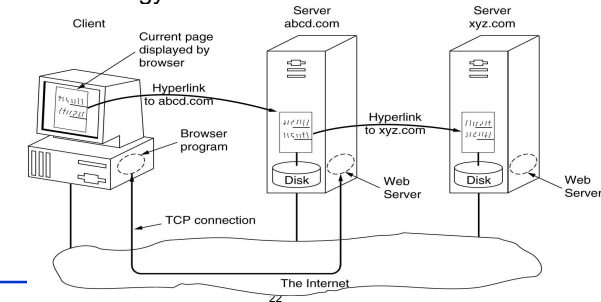 Client
Server
abcd.com
Server
xyz.com
Current page
displayed by
browser
Hyperlink
to abcd.com
Hyperlink
to xyz.com
Browser
program
Disk
Web
Server
Disk
Web
Server
TCP connection
The Internet
22